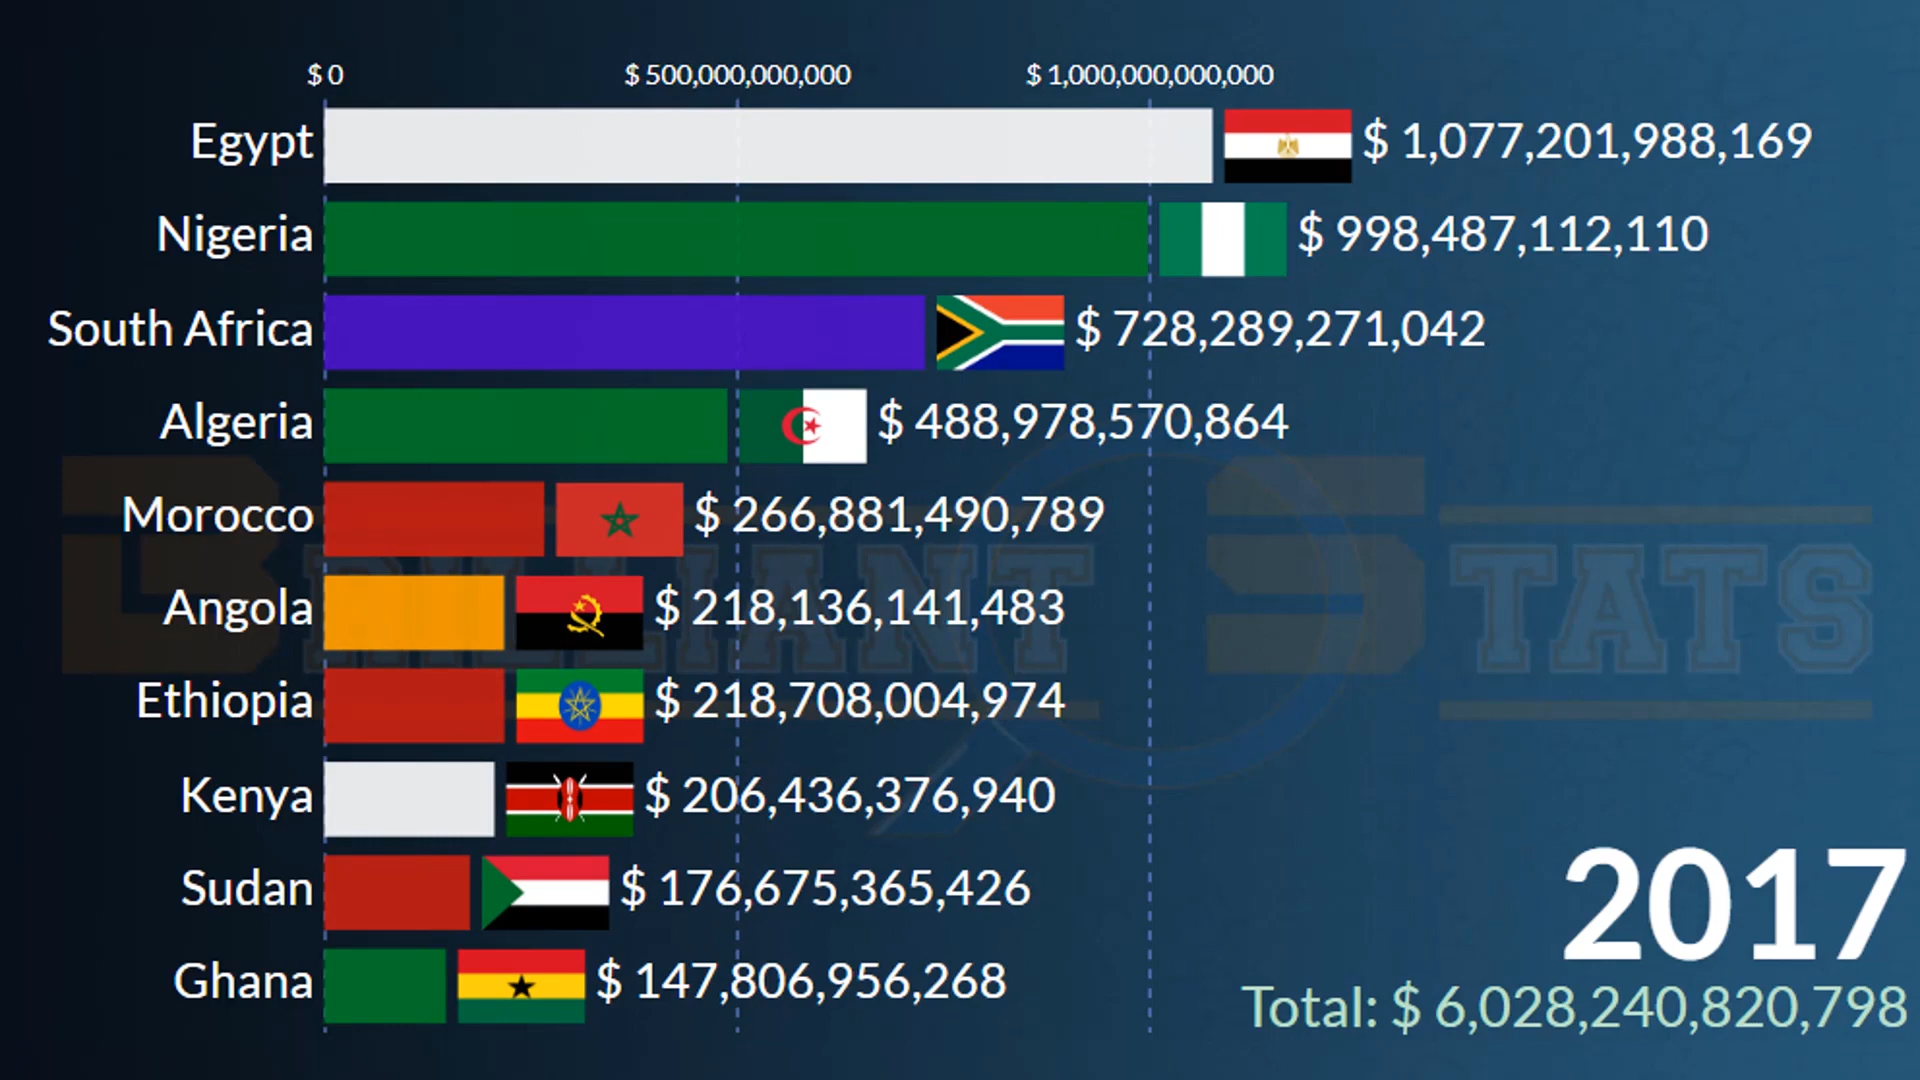 $ 0 $ 500,000,000,000 $ 1,000,000,000,000
Egypt $ 1,077,201,988,169
Nigeria $ 998,487,112,110
South Africa $ 728,289,271,042
Algeria $ 488,978,570,864
Morocco $ 266,881,490,789
Angola $ 218,136,141,483
Ethiopia $ 218,708,004,974
Kenya $ 206,436,376,940
Sudan $ 176,675,365,426
Ghana $ 147,806,956,268
BRILLIANT STATS
2017
Total: $ 6,028,240,820,798